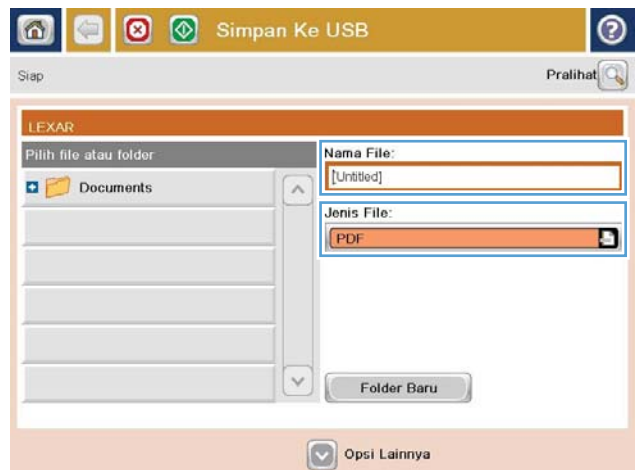 Simpan Ke USB
Siap
Pralihat
LEXAR
Pilih file atau folder
Nama File:
[Untitled]
Documents
Jenis File:
PDF
Folder Baru
Opsi Lainnya